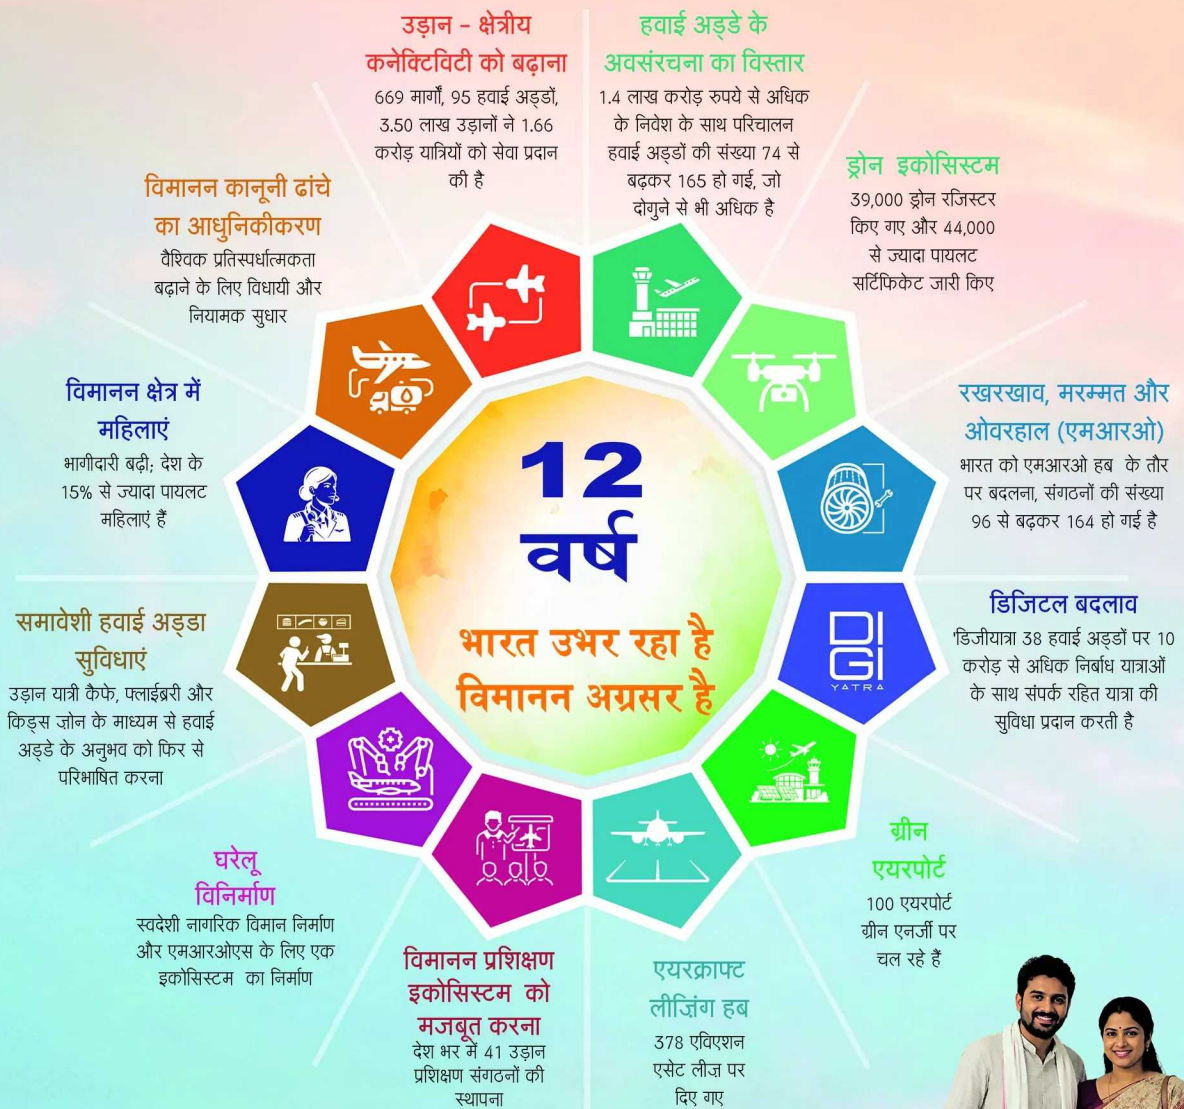 उड़ान – क्षेत्रीय
कनेक्टिविटी को बढ़ाना
669 मार्गों, 95 हवाई अड्डों,
3.50 लाख उड़ानों ने 1.66
करोड़ यात्रियों को सेवा प्रदान
की है
हवाई अड्डे के
अवसंरचना का विस्तार
1.4 लाख करोड़ रुपये से अधिक
के निवेश के साथ परिचालन
हवाई अड्डों की संख्या 74 से
बढ़कर 165 हो गई, जो
दोगुने से भी अधिक है
ड्रोन इकोसिस्टम
39,000 ड्रोन रजिस्टर
किए गए और 44,000
से ज्यादा पायलट
सर्टिफिकेट जारी किए
रखरखाव, मरम्मत और
ओवरहाल (एमआरओ)
भारत को एमआरओ हब के तौर
पर बदलना, संगठनों की संख्या
96 से बढ़कर 164 हो गई है
डिजिटल बदलाव
'डिजीयात्रा 38 हवाई अड्डों पर 10
करोड़ से अधिक निर्बाध यात्राओं
के साथ संपर्क रहित यात्रा की
सुविधा प्रदान करती है
ग्रीन
एयरपोर्ट
100 एयरपोर्ट
ग्रीन एनर्जी पर
चल रहे हैं
एयरक्राफ्ट
लीज़िंग हब
378 एविएशन
एसेट लीज़ पर
दिए गए
विमानन प्रशिक्षण
इकोसिस्टम को
मजबूत करना
देश भर में 41 उड़ान
प्रशिक्षण संगठनों की
स्थापना
घरेलू
विनिर्माण
स्वदेशी नागरिक विमान निर्माण
और एमआरओएस के लिए एक
इकोसिस्टम का निर्माण
समावेशी हवाई अड्डा
सुविधाएं
उड़ान यात्री कैफे, फ्लाईब्ररी और
किड्स ज़ोन के माध्यम से हवाई
अड्डे के अनुभव को फिर से
परिभाषित करना
विमानन क्षेत्र में
महिलाएं
भागीदारी बढ़ी; देश के
15% से ज्यादा पायलट
महिलाएं हैं
विमानन कानूनी ढांचे
का आधुनिकीकरण
वैश्विक प्रतिस्पर्धात्मकता
बढ़ाने के लिए विधायी और
नियामक सुधार
12
वर्ष
भारत उभर रहा है
विमानन अग्रसर है
DI
GI
YATRA